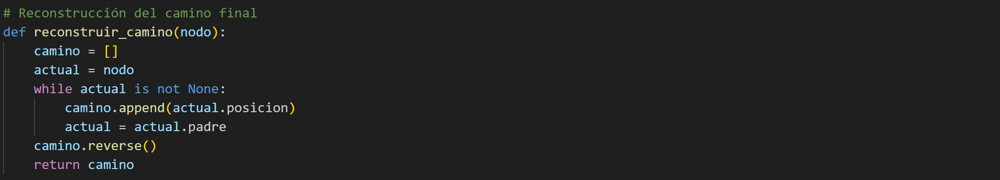 # Reconstrucción del camino final
def reconstruir_camino(nodo):
    camino = []
    actual = nodo
    while actual is not None:
        camino.append(actual.posicion)
        actual = actual.padre
    camino.reverse()
    return camino